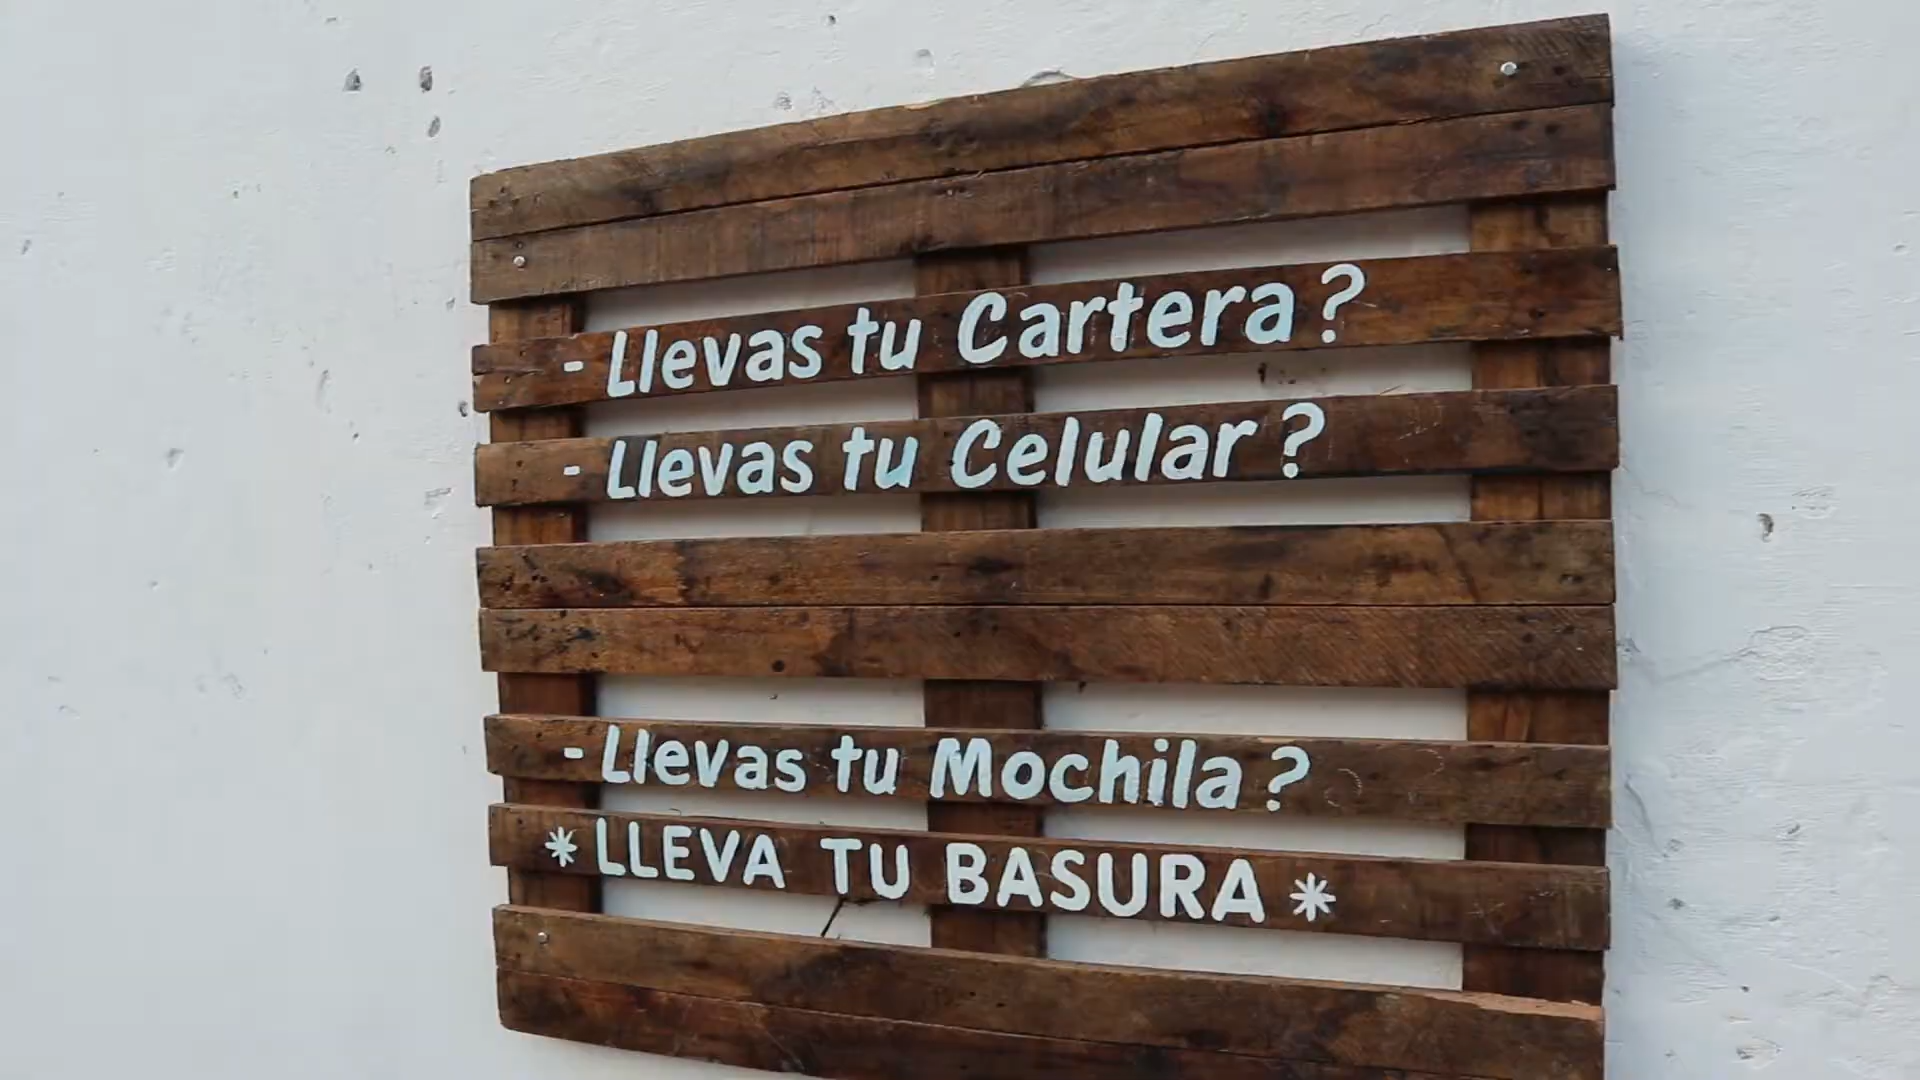 - Llevas tu Cartera?
- Llevas tu Celular?
- Llevas tu Mochila?
* LLEVA TU BASURA *